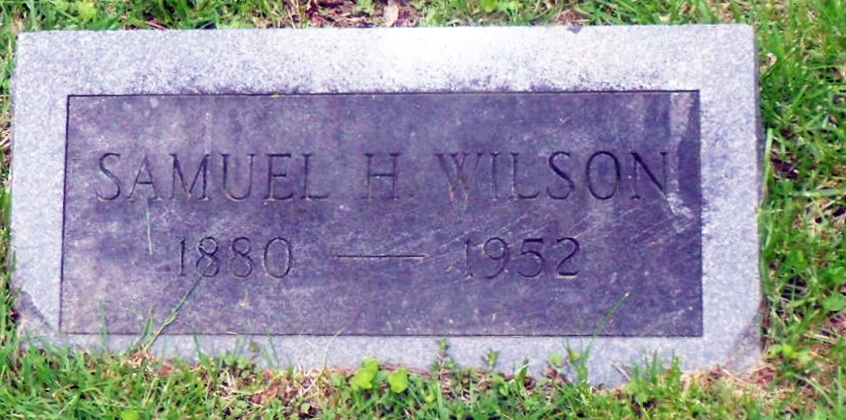 SAMUEL H. WILSON
1880 — 1952